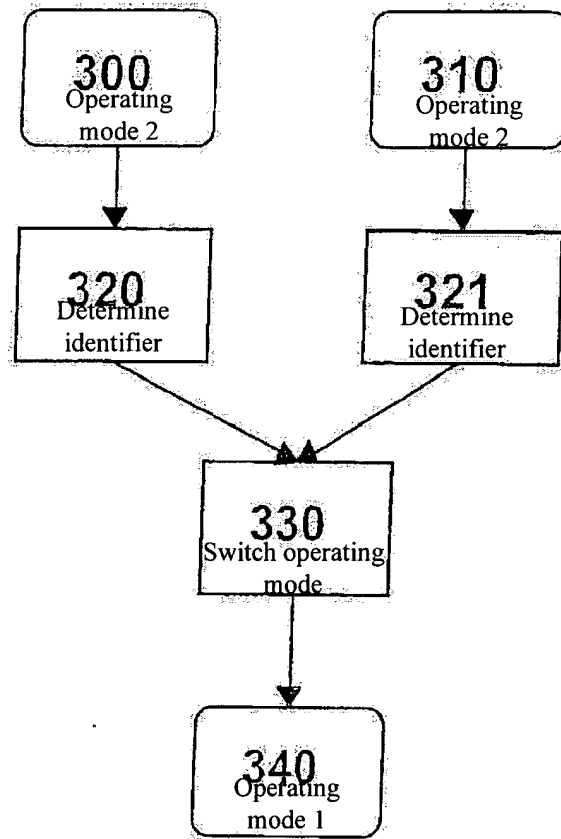 300
Operating
mode 2
310
Operating
mode 2
320
Determine
identifier
321
Determine
identifier
330
Switch operating
mode
340
Operating
mode 1